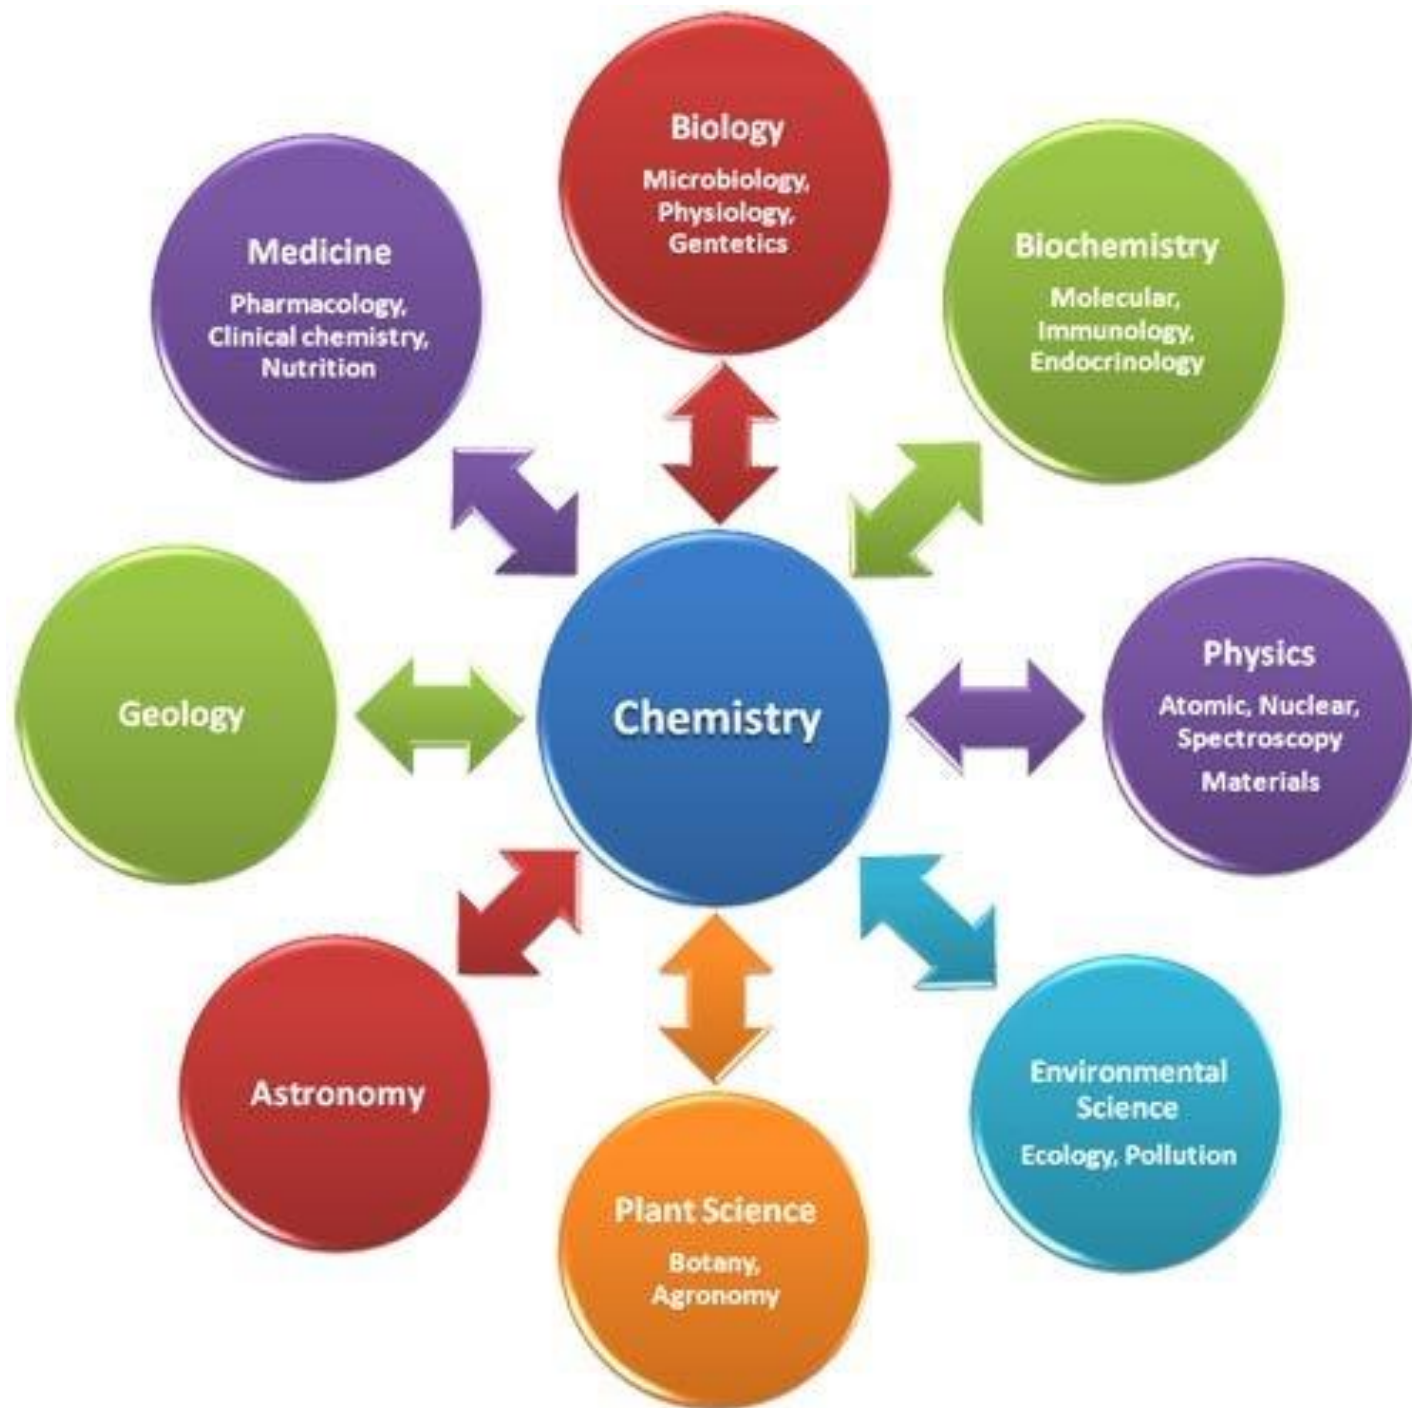 Biology
Microbiology,
Physiology,
Gentetics
Biochemistry
Molecular,
Immunology,
Endocrinology
Medicine
Pharmacology,
Clinical chemistry,
Nutrition
Physics
Atomic, Nuclear,
Spectroscopy
Materials
Chemistry
Geology
Environmental
Science
Ecology, Pollution
Astronomy
Plant Science
Botany,
Agronomy